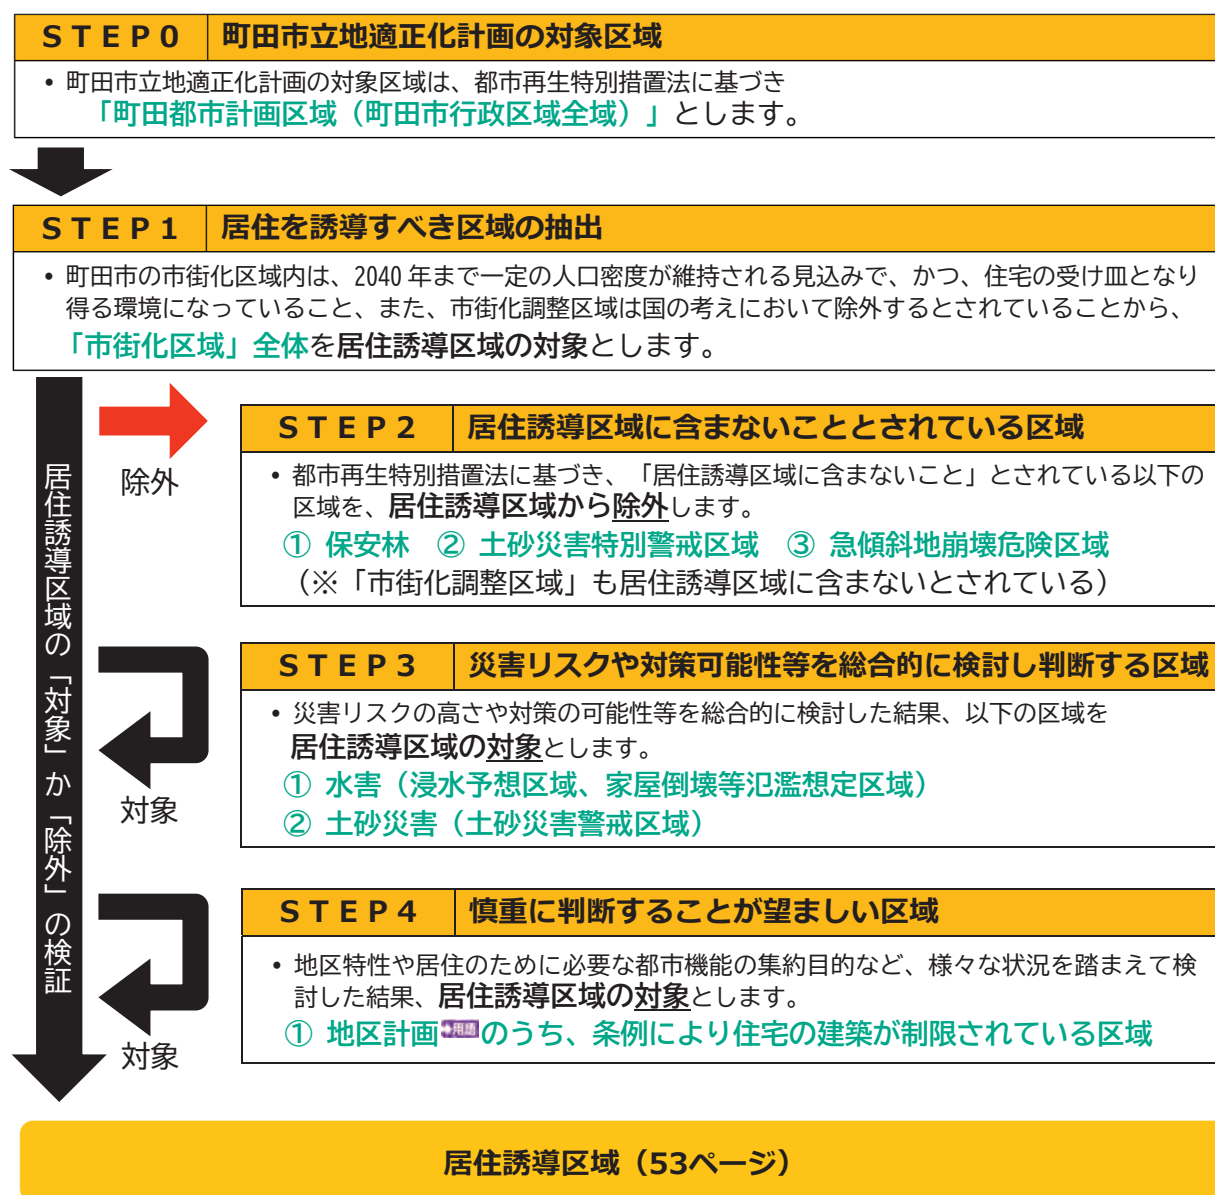 STEP0 町田市立地適正化計画の対象区域
• 町田市立地適正化計画の対象区域は、都市再生特別措置法に基づき
「町田都市計画区域（町田市行政区域全域）」とします。
STEP1 居住を誘導すべき区域の抽出
• 町田市の市街化区域内は、2040年まで一定の人口密度が維持される見込みで、かつ、住宅の受け皿となり
得る環境になっていること、また、市街化調整区域は国の考えにおいて除外するとされていることから、
「市街化区域」全体を居住誘導区域の対象とします。
居住誘導区域の「対象」か「除外」の検証
除外
STEP2 居住誘導区域に含まないこととされている区域
• 都市再生特別措置法に基づき、「居住誘導区域に含まないこと」とされている以下の
区域を、居住誘導区域から除外します。
① 保安林 ② 土砂災害特別警戒区域 ③ 急傾斜地崩壊危険区域
（※「市街化調整区域」も居住誘導区域に含まないとされている）
対象
STEP3 災害リスクや対策可能性等を総合的に検討し判断する区域
• 災害リスクの高さや対策の可能性等を総合的に検討した結果、以下の区域を
居住誘導区域の対象とします。
① 水害（浸水予想区域、家屋倒壊等氾濫想定区域）
② 土砂災害（土砂災害警戒区域）
対象
STEP4 慎重に判断することが望ましい区域
• 地区特性や居住のために必要な都市機能の集約目的など、様々な状況を踏まえて検
討した結果、居住誘導区域の対象とします。
① 地区計画➔用語のうち、条例により住宅の建築が制限されている区域
居住誘導区域（53ページ）